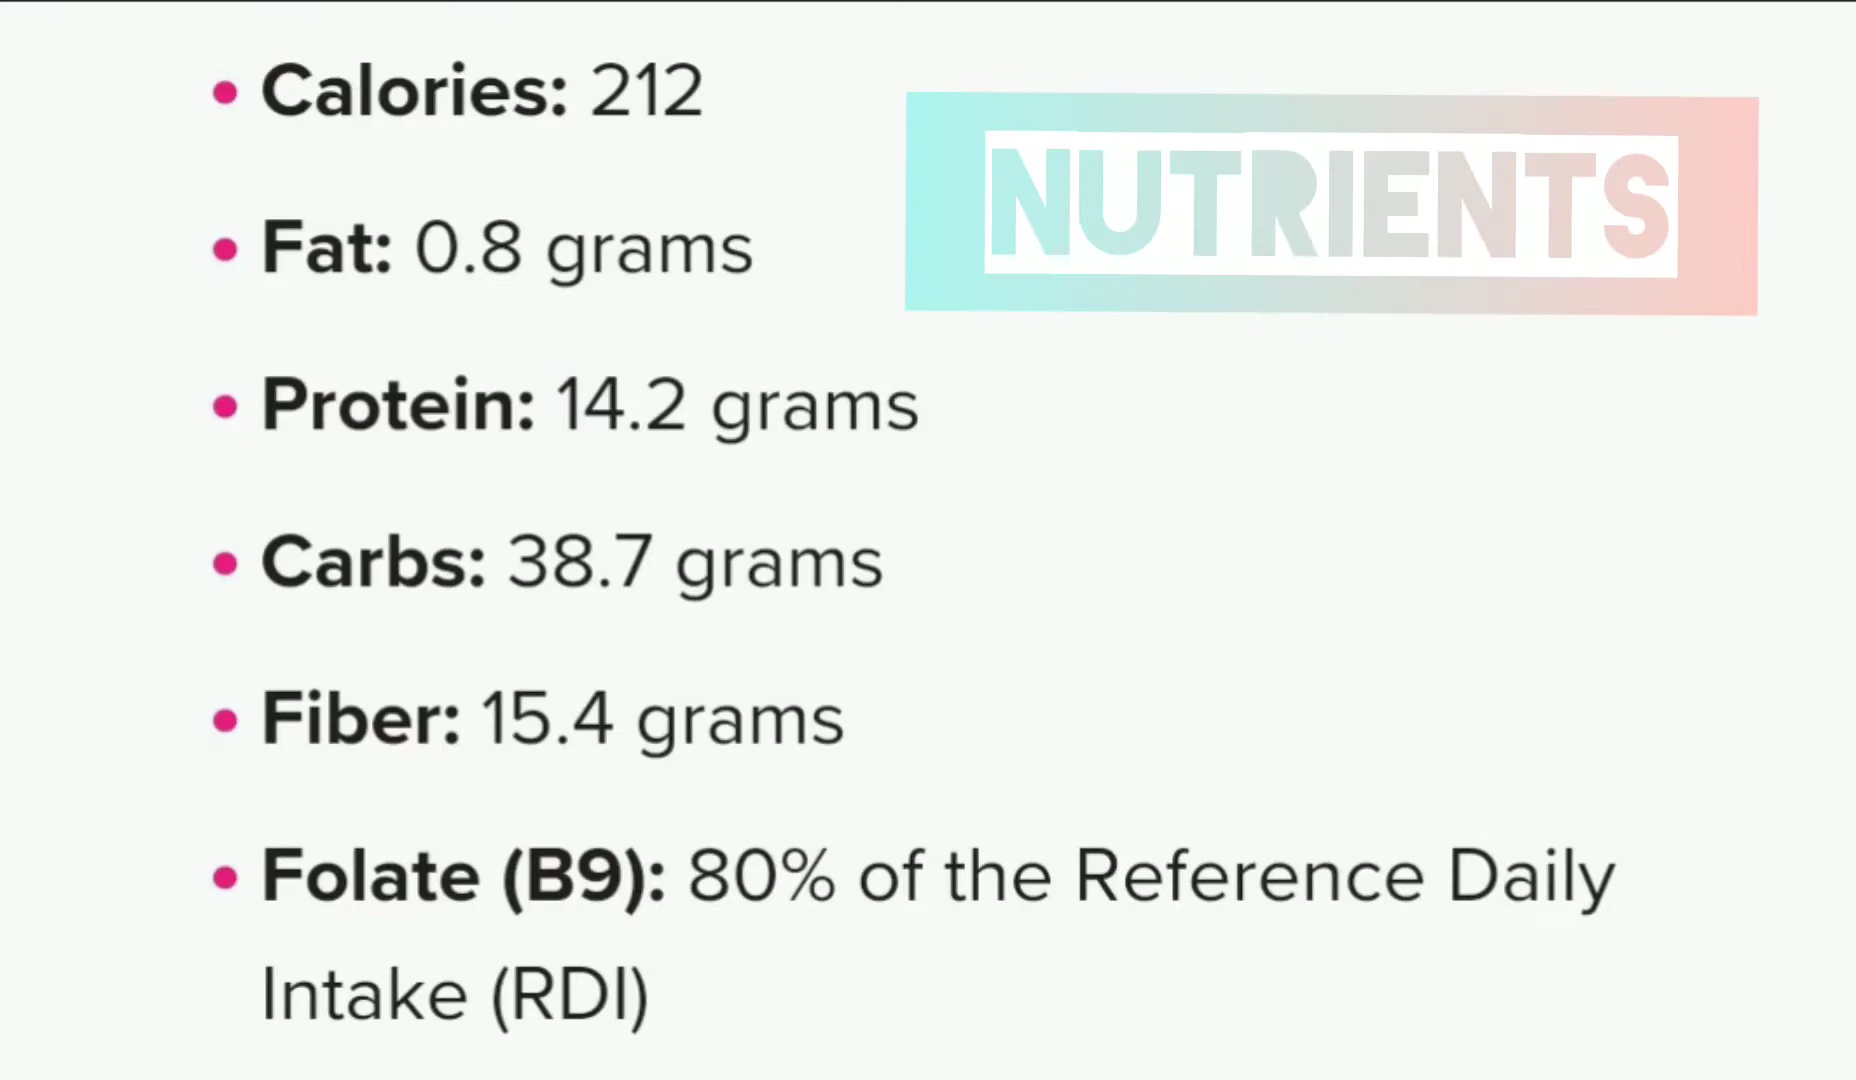 • Calories: 212
NUTRIENTS
• Fat: 0.8 grams
• Protein: 14.2 grams
• Carbs: 38.7 grams
• Fiber: 15.4 grams
• Folate (B9): 80% of the Reference Daily
Intake (RDI)